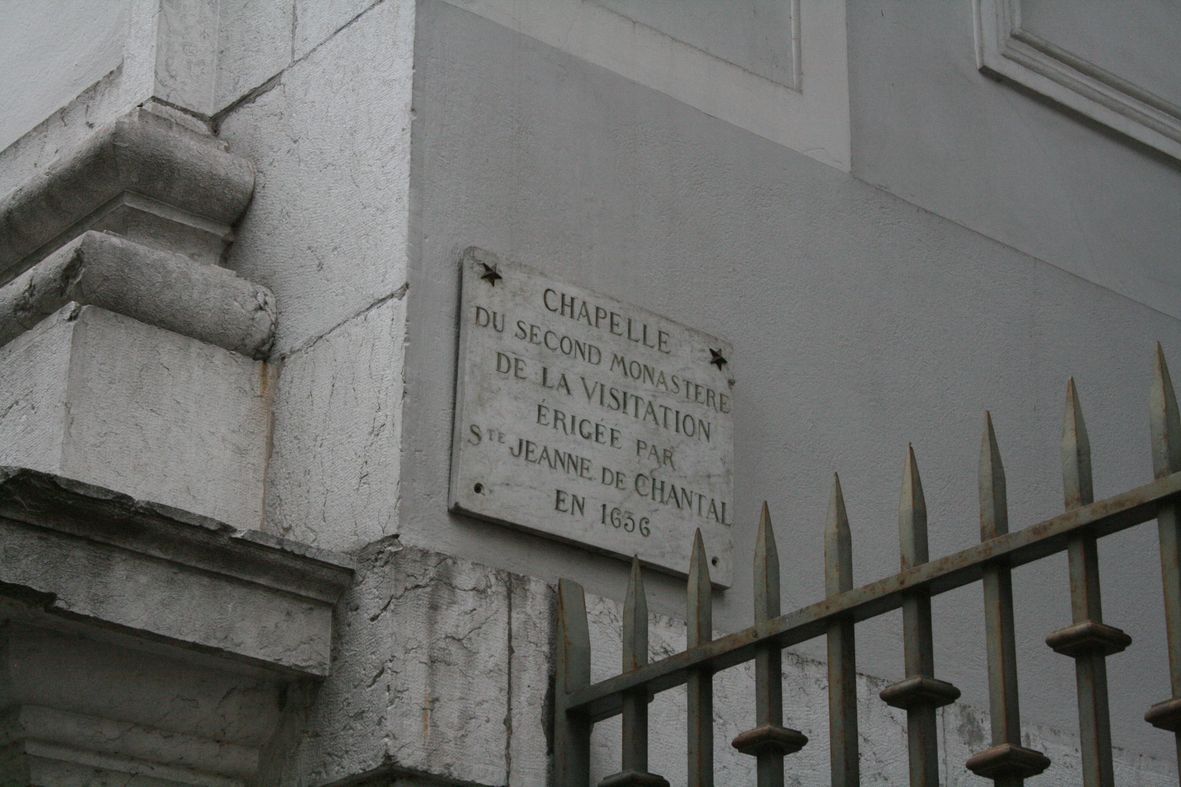 CHAPELLE
DU SECOND MONASTERE
DE LA VISITATION
ÉRIGÉE PAR
STE JEANNE DE CHANTAL
EN 1636